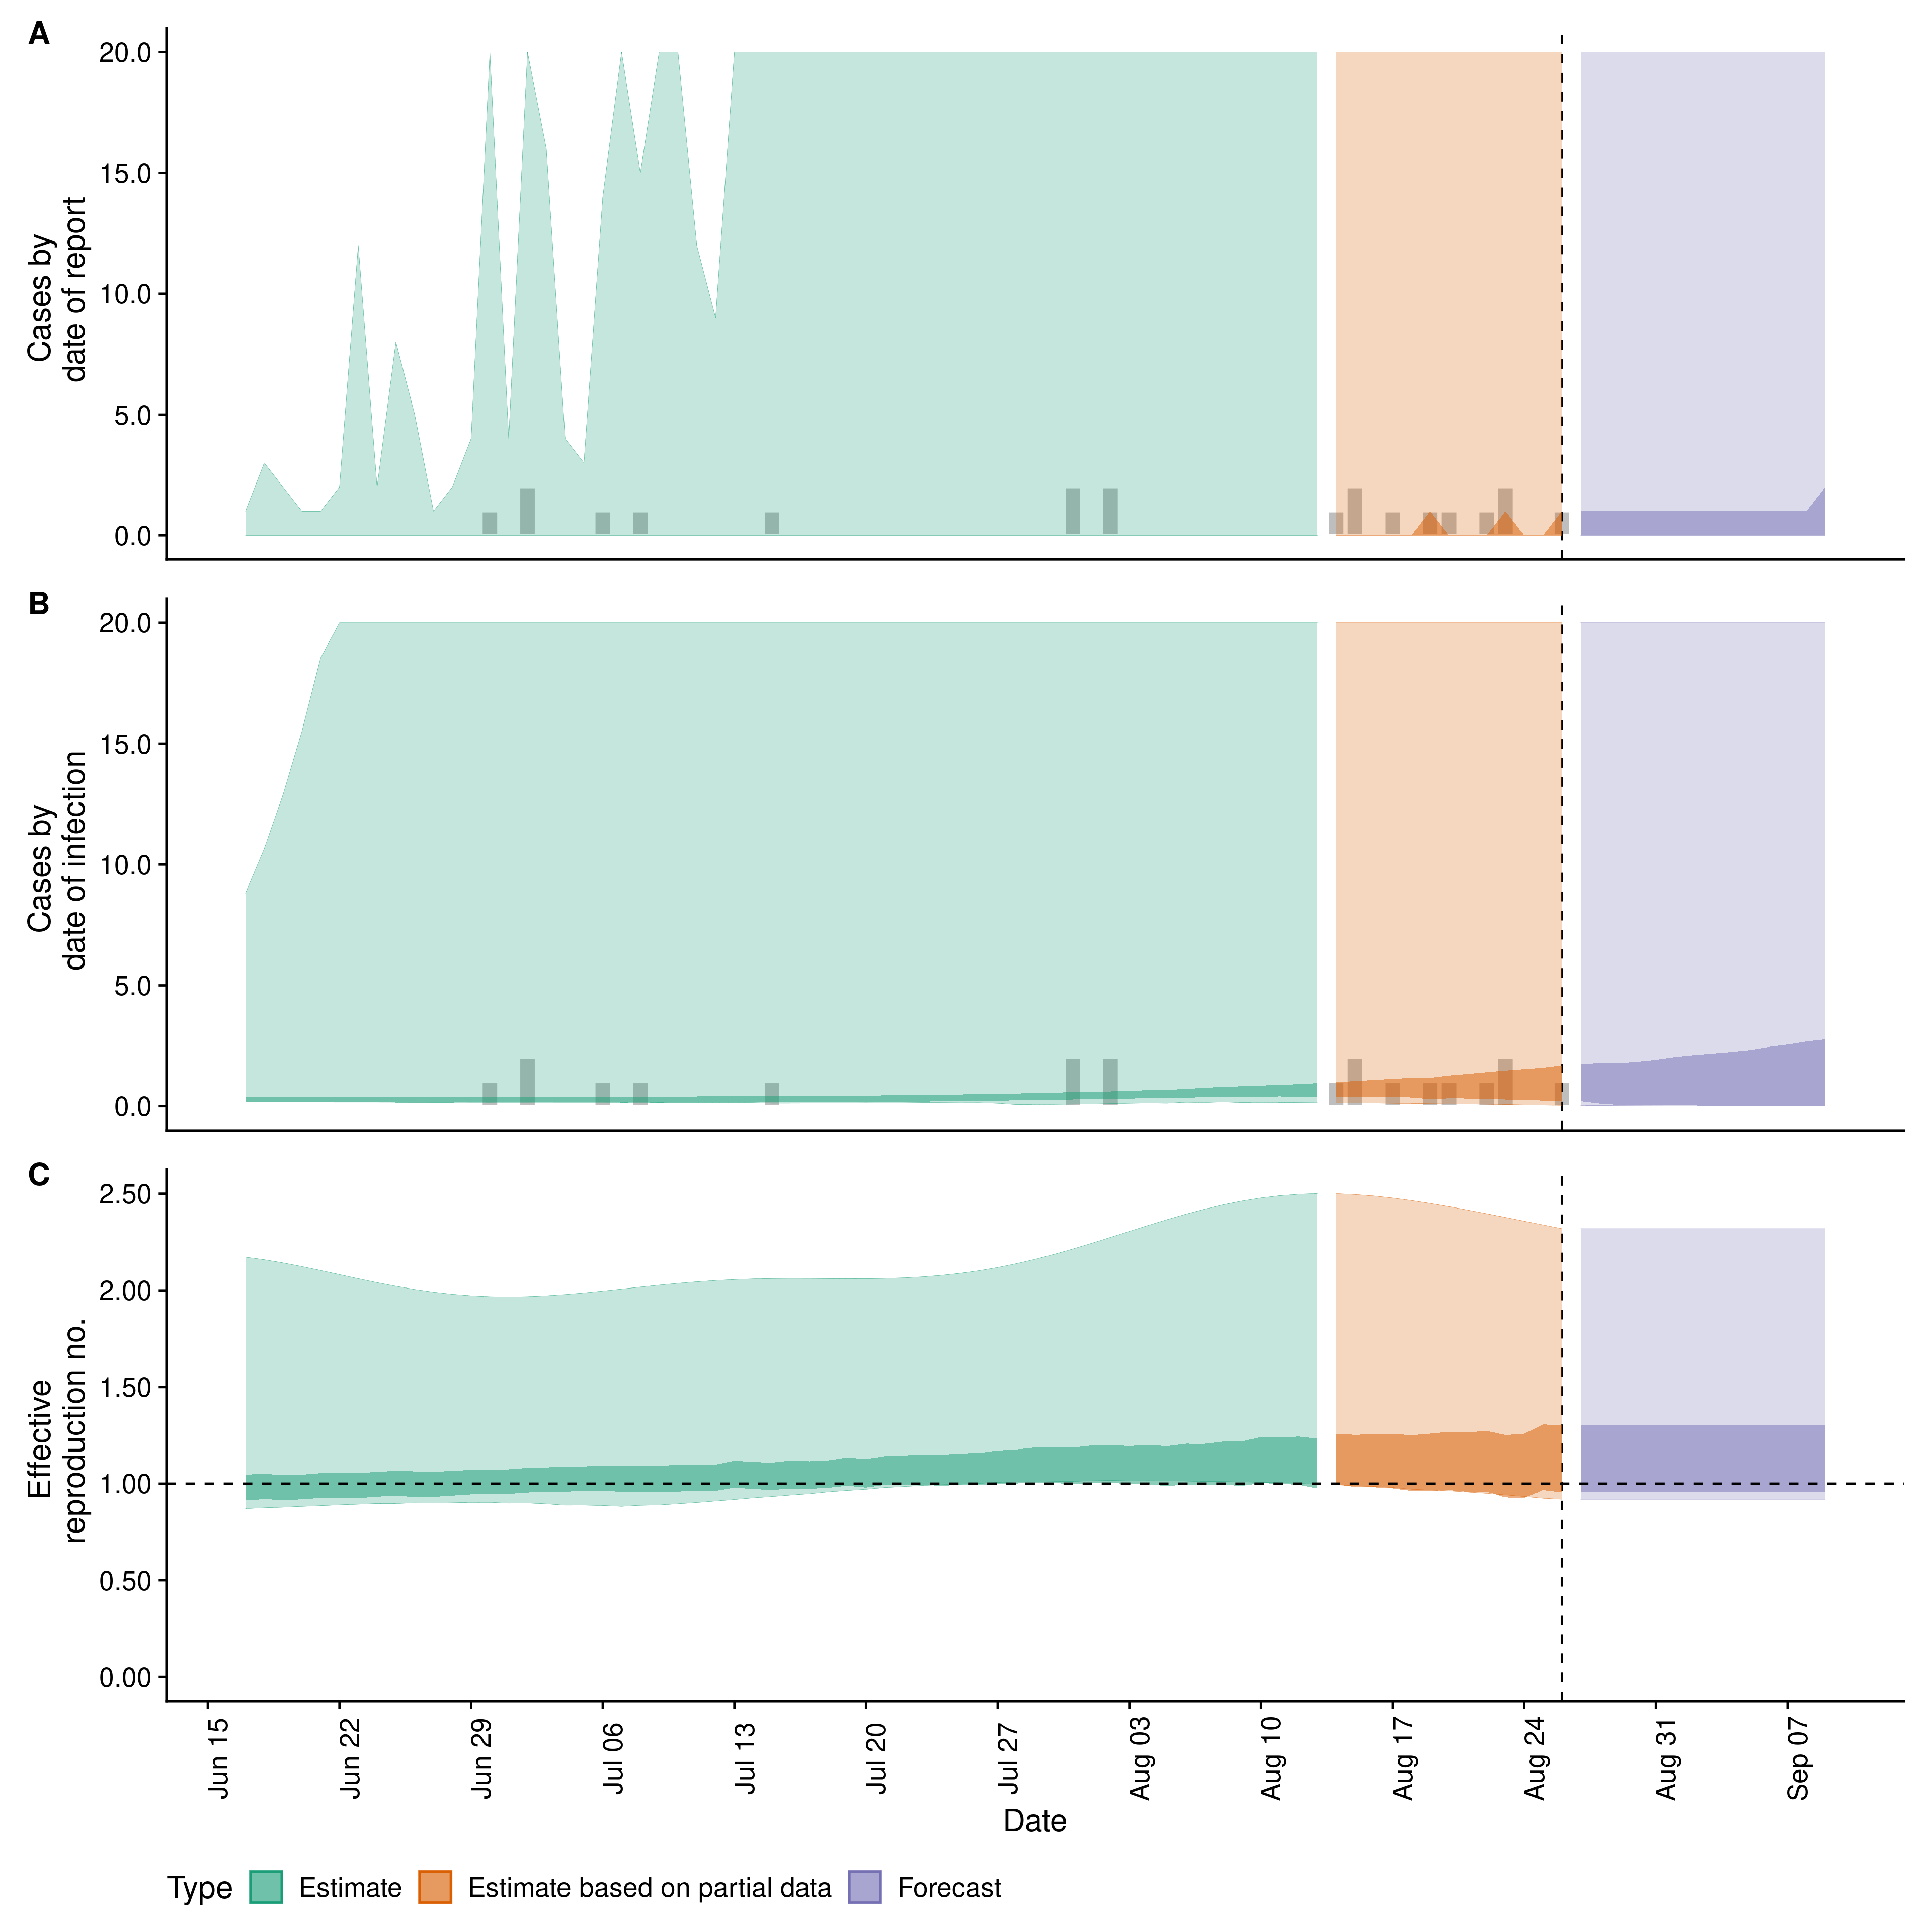 A
20.0
15.0
10.0
5.0
0.0
Cases by
date of report
B
20.0
15.0
10.0
5.0
0.0
Cases by
date of infection
C
2.50
2.00
1.50
1.00
0.50
0.00
Effective
reproduction no.
Jun 15
Jun 22
Jun 29
Jul 06
Jul 13
Jul 20
Jul 27
Aug 03
Aug 10
Aug 17
Aug 24
Aug 31
Sep 07
Date
Type Estimate Estimate based on partial data Forecast